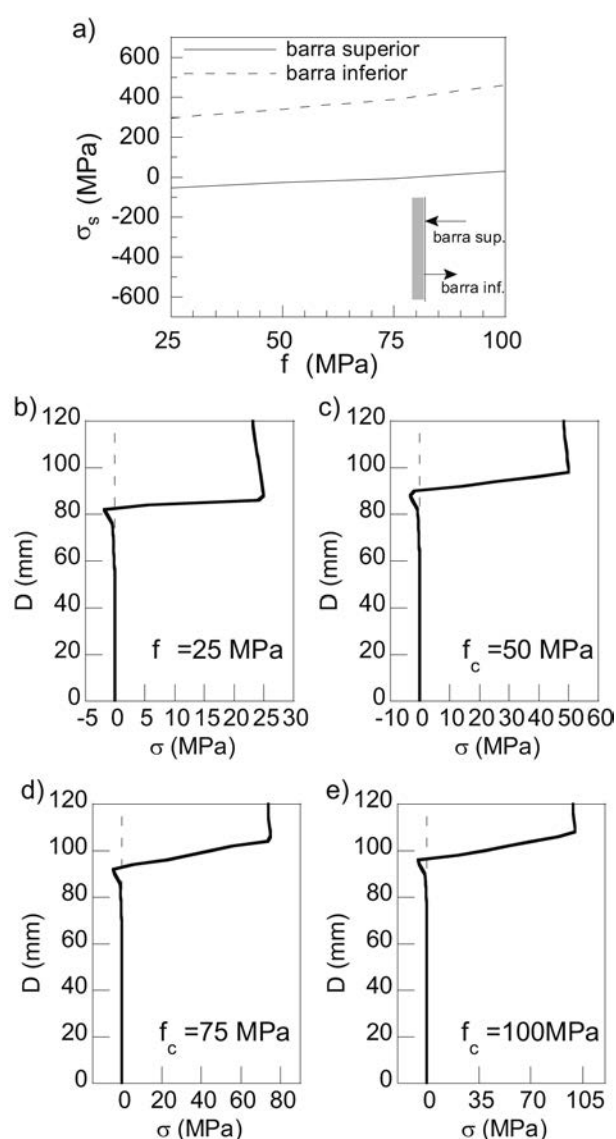 a)
600
400
200
0
-200
-400
-600
σs (MPa)
barra superior
barra inferior
barra sup.
barra inf.
25 50 75 100
f (MPa)
b)
120
100
80
60
40
20
0
D (mm)
f =25 MPa
-5 0 5 10 15 20 25 30
σ (MPa)
c)
120
100
80
60
40
20
0
D (mm)
fc =50 MPa
-10 0 10 20 30 40 50 60
σ (MPa)
d)
120
100
80
60
40
20
0
D (mm)
fc =75 MPa
0 20 40 60 80
σ (MPa)
e)
120
100
80
60
40
20
0
D (mm)
fc =100MPa
0 35 70 105
σ (MPa)